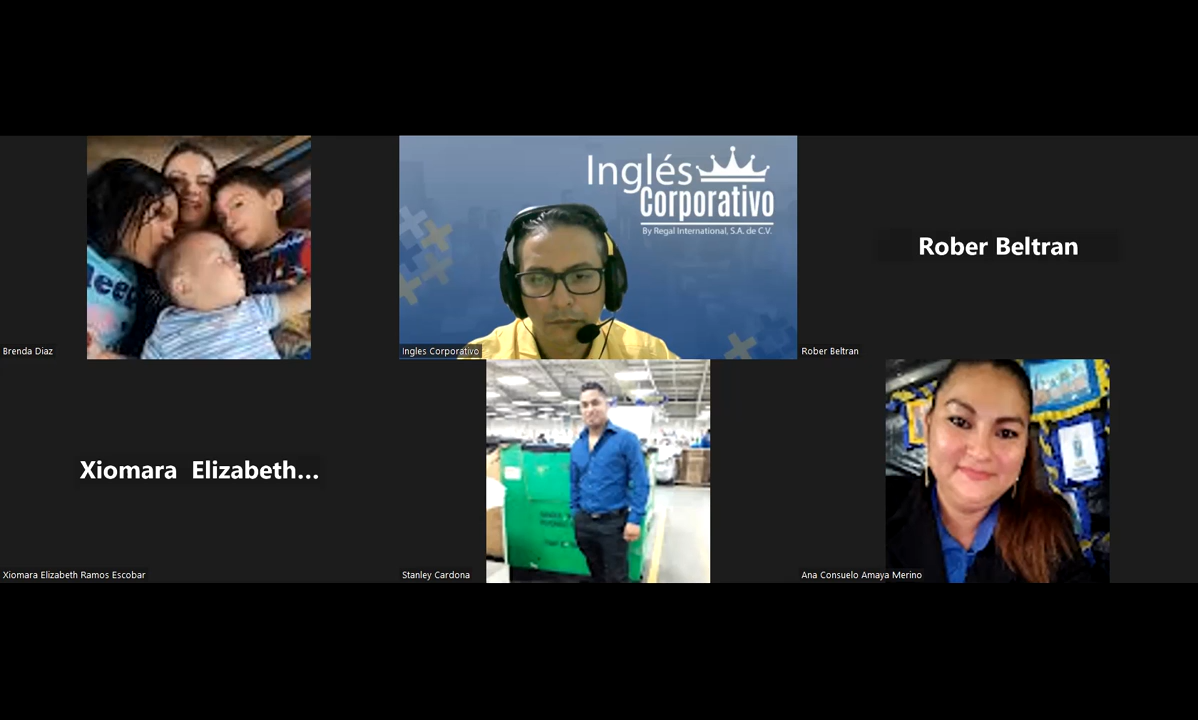 Inglés
Corporativo
By Regal International, S.A. de C.V.
Rober Beltran
Brenda Diaz
Ingles Corporativo
Rober Beltran
Xiomara Elizabeth...
Xiomara Elizabeth Ramos Escobar
Stanley Cardona
Ana Consuelo Amaya Merino